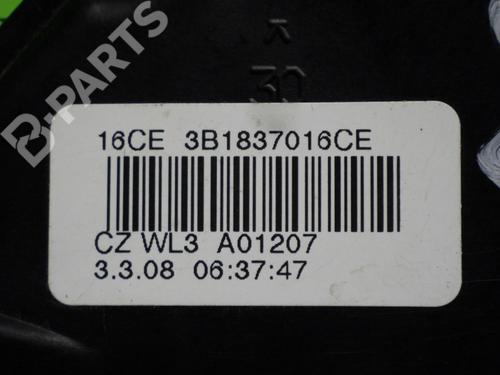 B-PARTS
30
16CE 3B1837016CE
CZ WL3 A01207
3.3.08 06:37:47